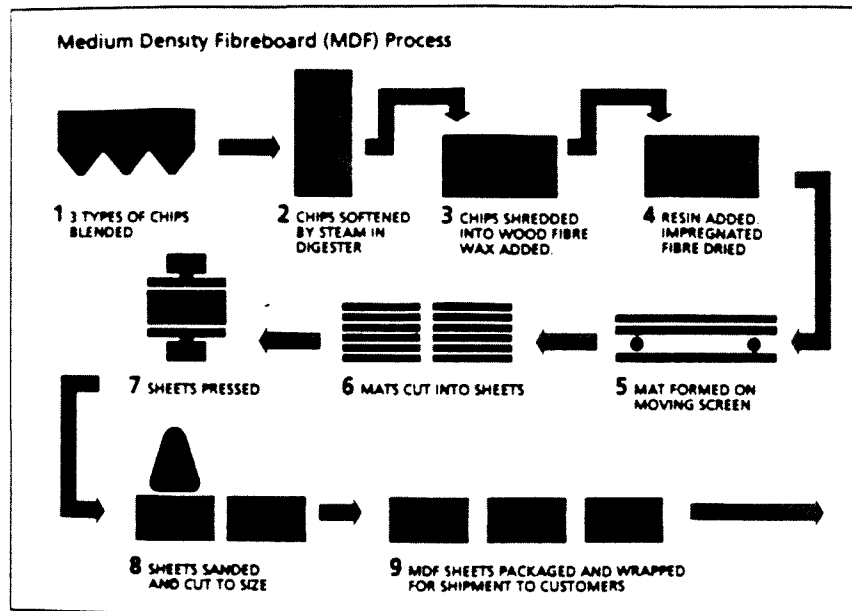 Medium Density Fibreboard (MDF) Process
1 3 TYPES OF CHIPS
BLENDED
2 CHIPS SOFTENED
BY STEAM IN
DIGESTER
3 CHIPS SHREDDED
INTO WOOD FIBRE
WAX ADDED.
4 RESIN ADDED.
IMPREGNATED
FIBRE DRIED
5 MAT FORMED ON
MOVING SCREEN
6 MATS CUT INTO SHEETS
7 SHEETS PRESSED
8 SHEETS SANDED
AND CUT TO SIZE
9 MDF SHEETS PACKAGED AND WRAPPED
FOR SHIPMENT TO CUSTOMERS